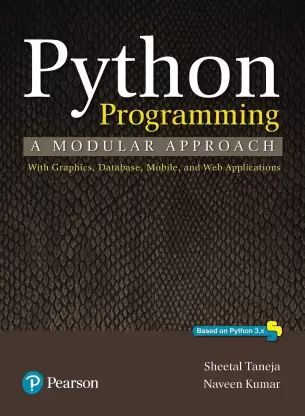 Python
Programming
A MODULAR APPROACH
With Graphics, Database, Mobile, and Web Applications
Based on Python 3.x
Sheetal Taneja
Naveen Kumar
Pearson